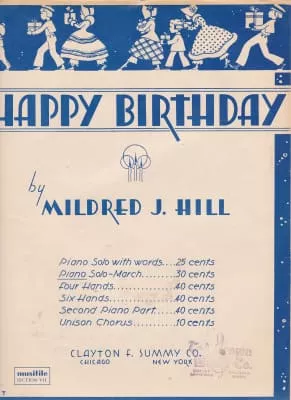 HAPPY BIRTHDAY
by
MILDRED J. HILL
Piano Solo with words....25 cents
Piano Solo-March.........30 cents
Four Hands...............40 cents
Six Hands................40 cents
Second Piano Part........40 cents
Unison Chorus............10 cents
CLAYTON F. SUMMY CO.
CHICAGO NEW YORK
musifile
SECTION VII
T